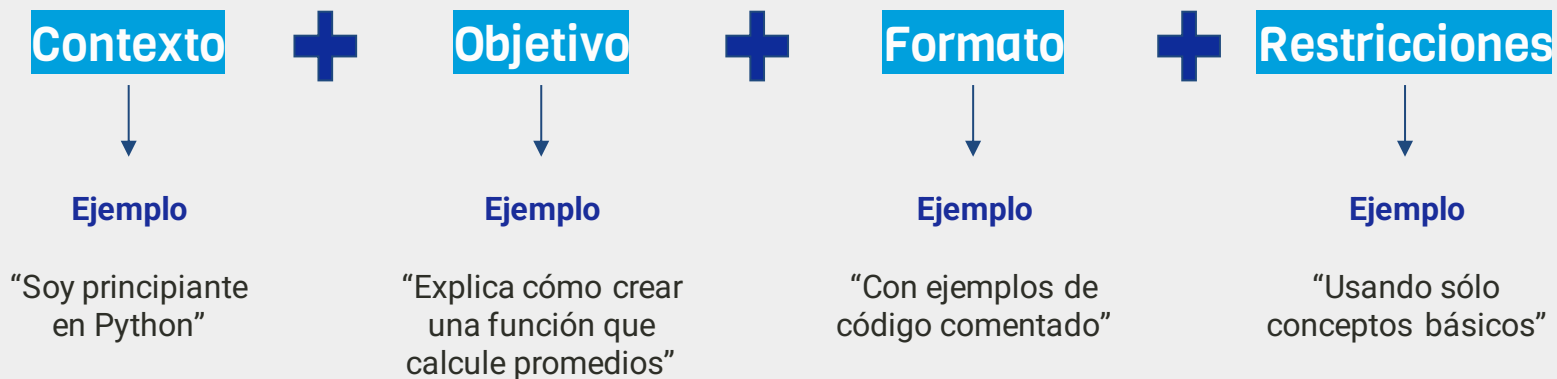 Contexto
Objetivo
Formato
Restricciones
Ejemplo
Ejemplo
Ejemplo
Ejemplo
“Soy principiante
en Python”
“Explica cómo crear
una función que
calcule promedios”
“Con ejemplos de
código comentado”
“Usando sólo
conceptos básicos”